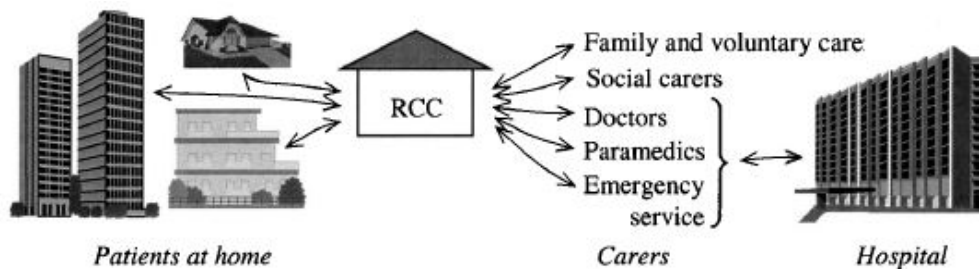 Family and voluntary care
Social carers
RCC
Doctors
Paramedics
Emergency
service
Patients at home
Carers
Hospital